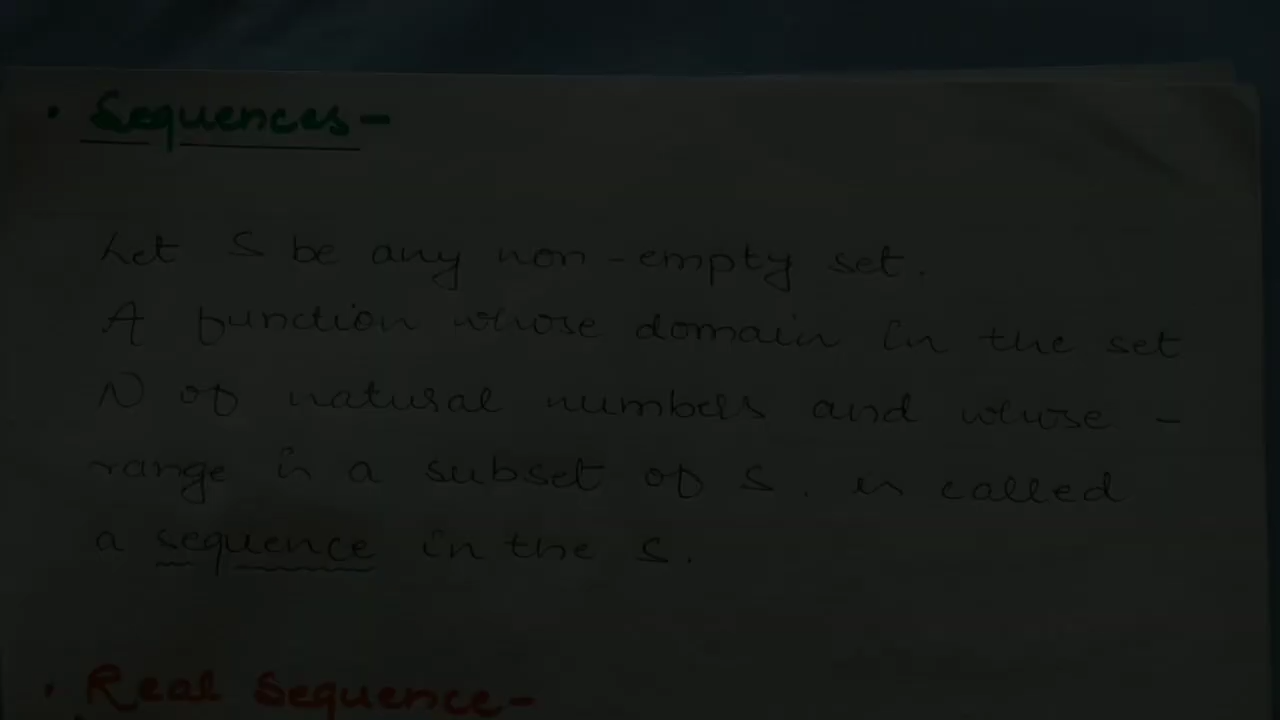 • Sequences -
Let S be any non-empty set.
A function whose domain is the set
N of natural numbers and whose -
range is a subset of S, is called
a sequence in the S.
• Real Sequence -